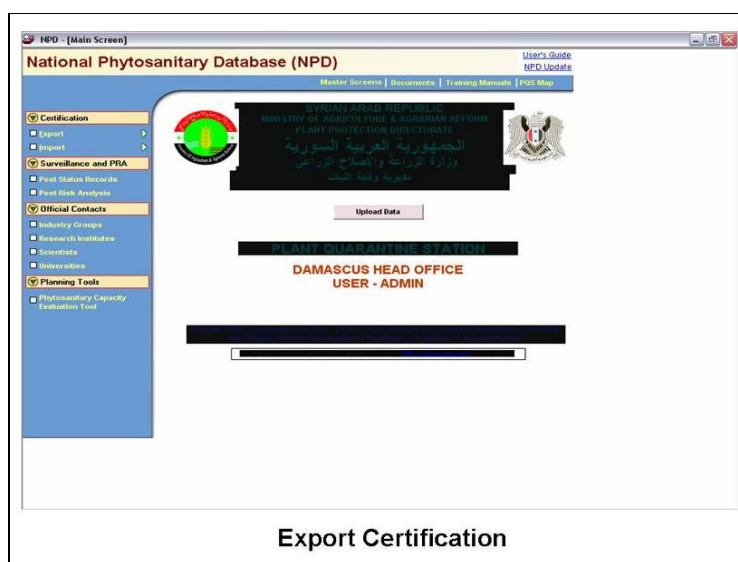 NPD - [Main Screen]
National Phytosanitary Database (NPD)
User's Guide
NPD Update
Master Screens | Documents | Training Manuals | PQS Map
Certification
Export
Import
Surveillance and PRA
Pest Status Records
Pest Risk Analysis
Official Contacts
Industry Groups
Research Institutes
Scientists
Universities
Planning Tools
Phytosanitary Capacity
Evaluation Tool
SYRIAN ARAB REPUBLIC
MINISTRY OF AGRICULTURE & AGRARIAN REFORM
PLANT PROTECTION DIRECTORATE
الجمهورية العربية السورية
وزارة الزراعة والاصلاح الزراعي
مديرية وقاية النبات
Upload Data
PLANT QUARANTINE STATION
DAMASCUS HEAD OFFICE
USER - ADMIN
Export Certification